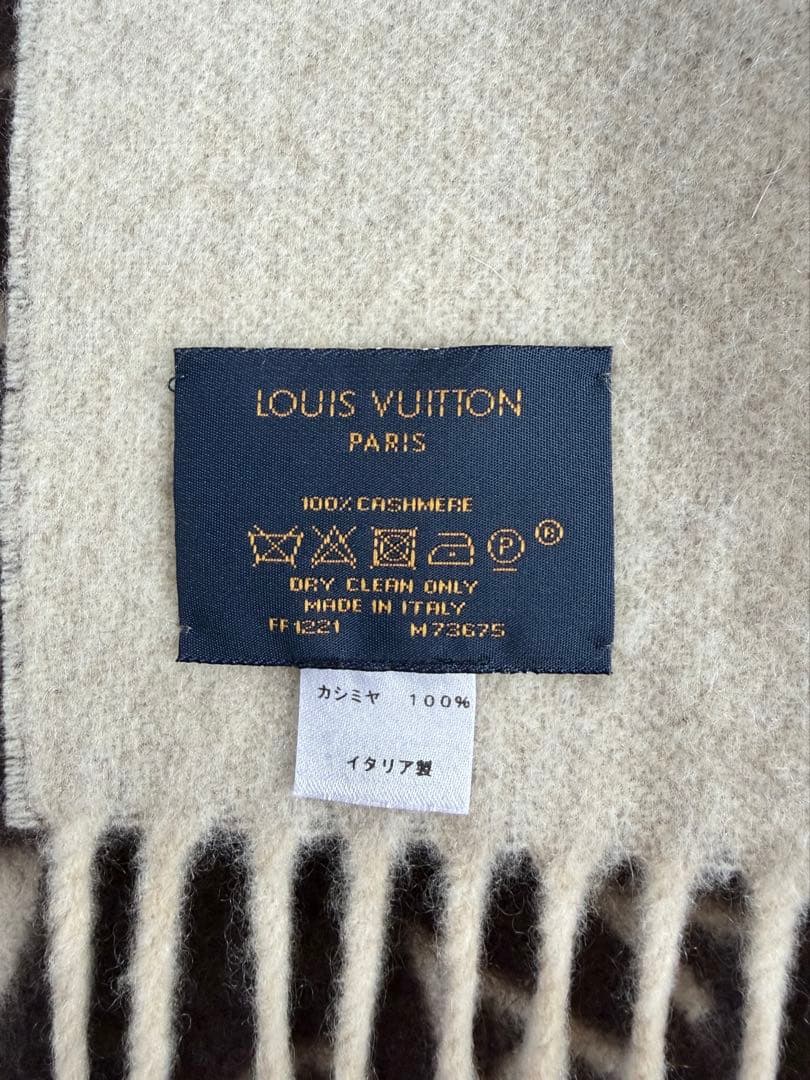 LOUIS VUITTON
PARIS
100% CASHMERE
P ®
DRY CLEAN ONLY
MADE IN ITALY
FF1221 M73675
カシミヤ 100%
イタリア製